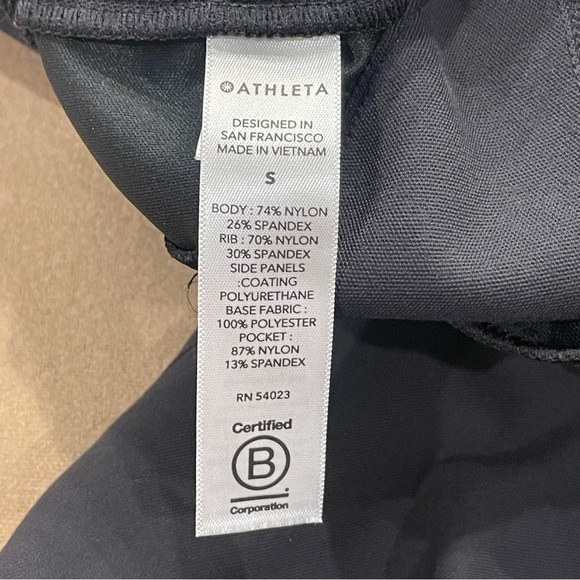 ATHLETA
DESIGNED IN
SAN FRANCISCO
MADE IN VIETNAM
S
BODY : 74% NYLON
26% SPANDEX
RIB : 70% NYLON
30% SPANDEX
SIDE PANELS
:COATING
POLYURETHANE
BASE FABRIC :
100% POLYESTER
POCKET :
87% NYLON
13% SPANDEX
RN 54023
Certified
B
Corporation